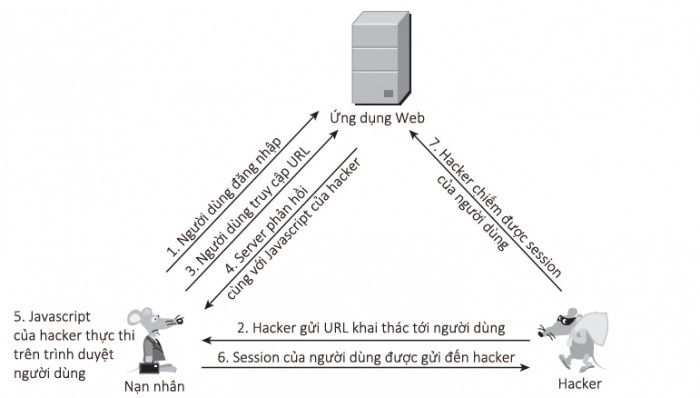 Ứng dụng Web
1. Người dùng đăng nhập
3. Người dùng truy cập URL
4. Server phản hồi
cùng với Javascript của hacker
7. Hacker chiếm được session
của người dùng
5. Javascript
của hacker thực thi
trên trình duyệt
người dùng
2. Hacker gửi URL khai thác tới người dùng
6. Session của người dùng được gửi đến hacker
Nạn nhân
Hacker